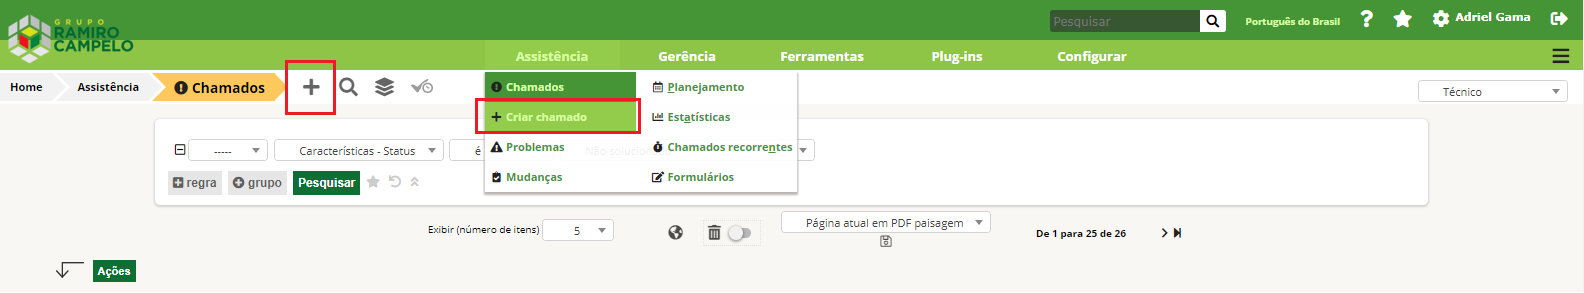 GRUPO
RAMIRO
CAMPELO
Pesquisar
Português do Brasil
?
Adriel Gama
Assistência Gerência Ferramentas Plug-ins Configurar
Home Assistência Chamados
Técnico
Chamados Planejamento
Criar chamado Estatísticas
Problemas Chamados recorrentes
Mudanças Formulários
----- Características - Status é Não solucionado
regra grupo Pesquisar
Exibir (número de itens) 5 Página atual em PDF paisagem De 1 para 25 de 26
Ações